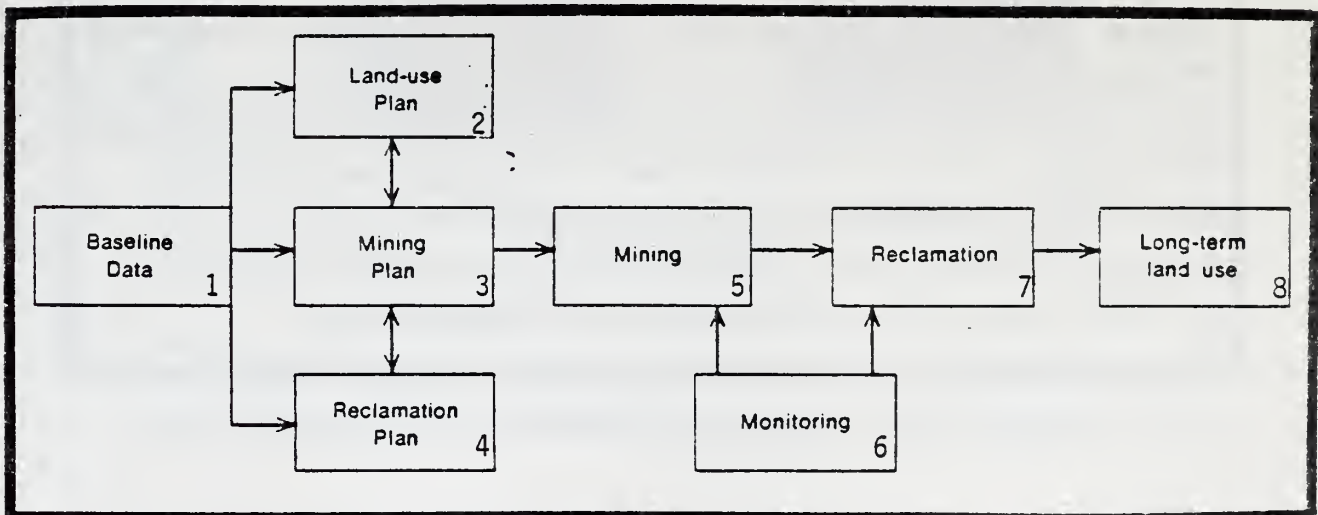 Land-use
Plan
2
Baseline
Data
1
Mining
Plan
3
Mining
5
Reclamation
7
Long-term
land use
8
Reclamation
Plan
4
Monitoring
6